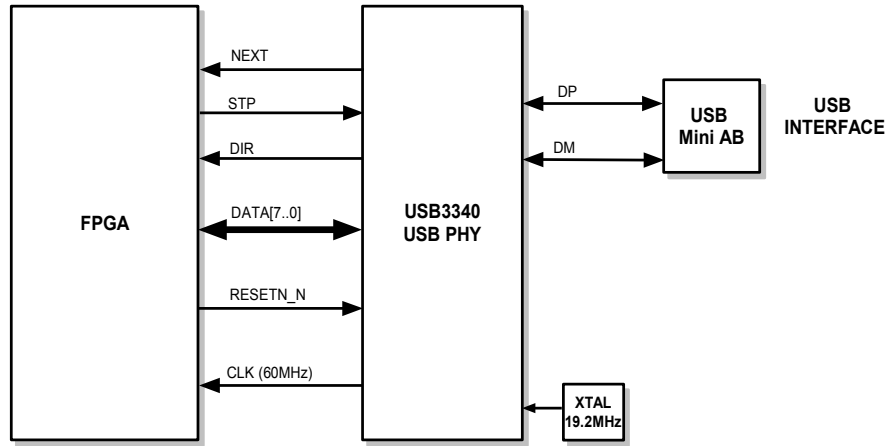 NEXT
STP
DIR
DATA[7..0]
RESETN_N
CLK (60MHz)
FPGA
USB3340
USB PHY
DP
DM
USB
Mini AB
USB
INTERFACE
XTAL
19.2MHz